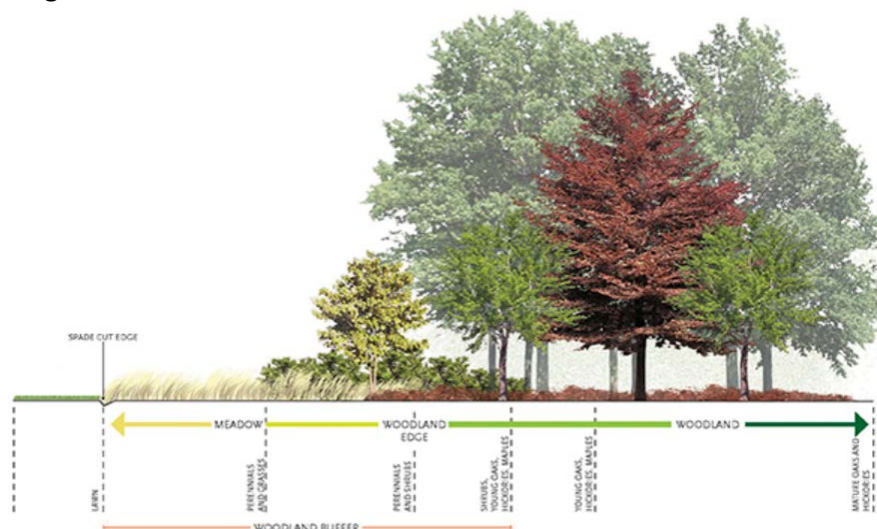 SPADE CUT EDGE
MEADOW
WOODLAND
EDGE
WOODLAND
LAWN
PERENNIALS
AND GRASSES
PERENNIALS
AND SHRUBS
SHRUBS,
YOUNG OAKS,
HICKORIES, MAPLES
YOUNG OAKS,
HICKORIES, MAPLES
MATURE OAKS AND
HICKORIES
WOODLAND BUFFER